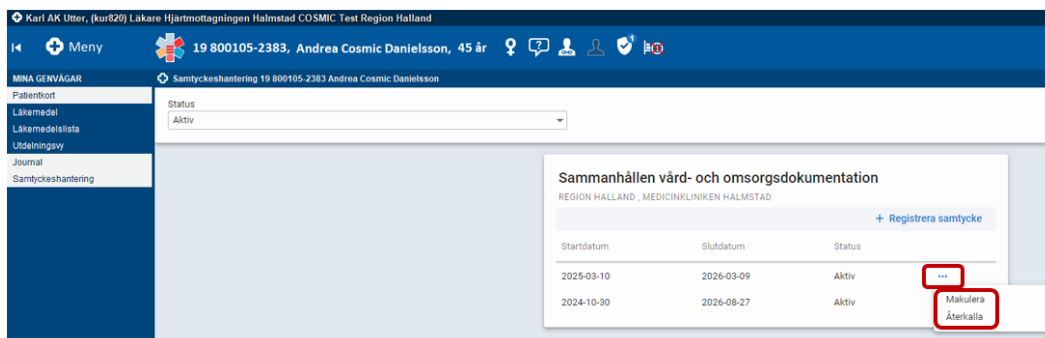 Karl AK Utter, (kur820) Läkare Hjärtmottagningen Halmstad COSMIC Test Region Halland
Meny
19 800105-2383, Andrea Cosmic Danielsson, 45 år
1
MINA GENVÄGAR
Samtyckeshantering 19 800105-2383 Andrea Cosmic Danielsson
Patientkort
Läkemedel
Läkemedelslista
Utdelningsvy
Journal
Samtyckeshantering
Status
Aktiv
Sammanhållen vård- och omsorgsdokumentation
REGION HALLAND , MEDICINKLINIKEN HALMSTAD
+ Registrera samtycke
Startdatum Slutdatum Status
2025-03-10 2026-03-09 Aktiv ...
2024-10-30 2026-08-27 Aktiv
Makulera
Återkalla